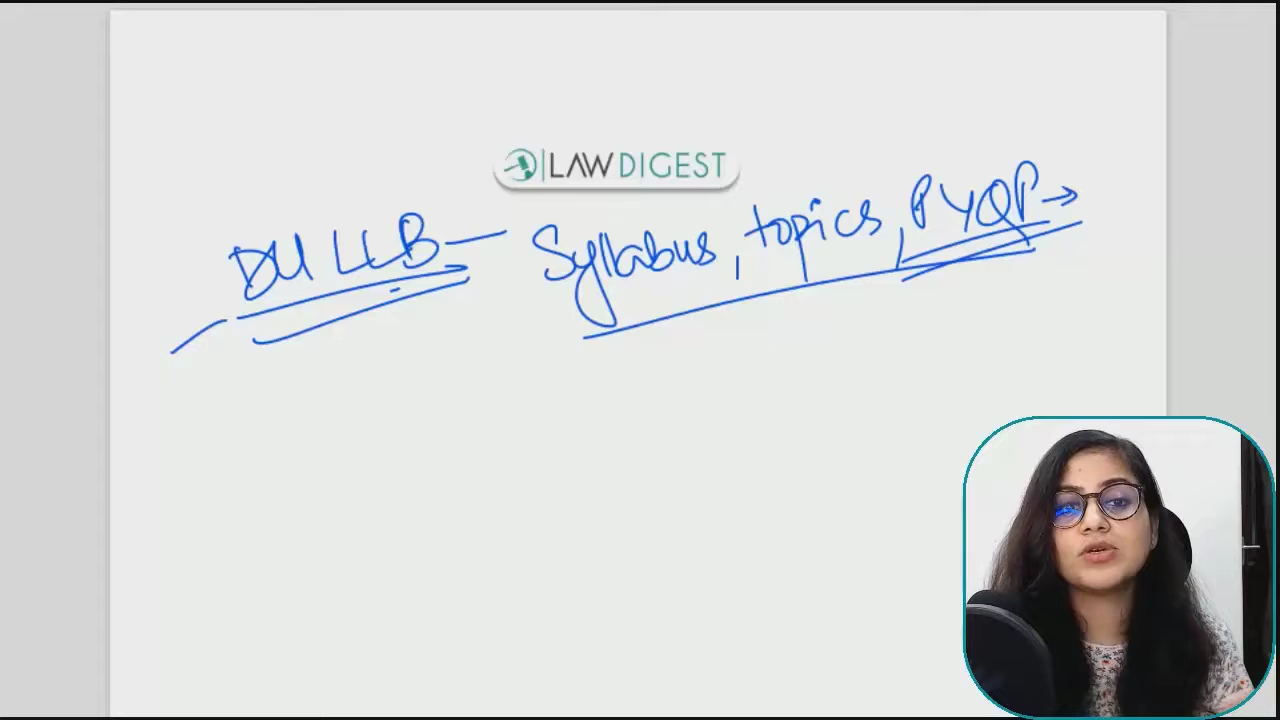 LAWDIGEST
DU LLB — Syllabus, topics, PYQP →